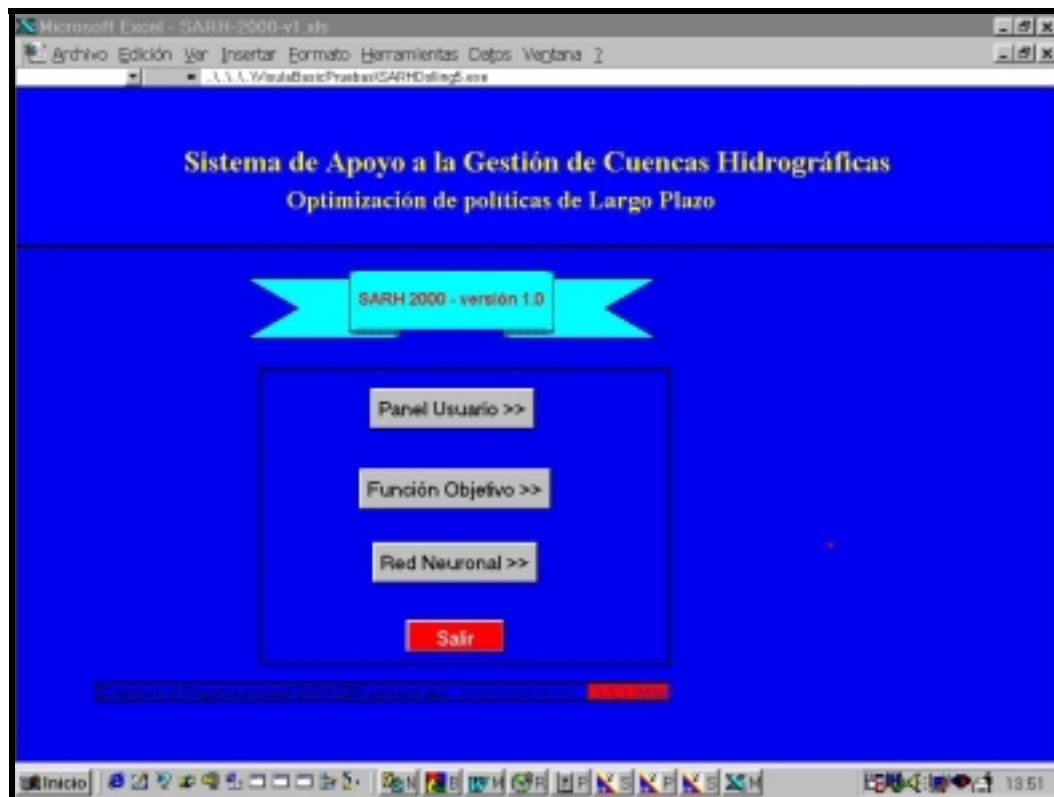 Microsoft Excel - SARH-2000-v1.xls
Archivo Edición Ver Insertar Formato Herramientas Datos Ventana ?
Sistema de Apoyo a la Gestión de Cuencas Hidrográficas
Optimización de políticas de Largo Plazo
SARH 2000 - versión 1.0
Panel Usuario >>
Función Objetivo >>
Red Neuronal >>
Salir
Inicio
13:51